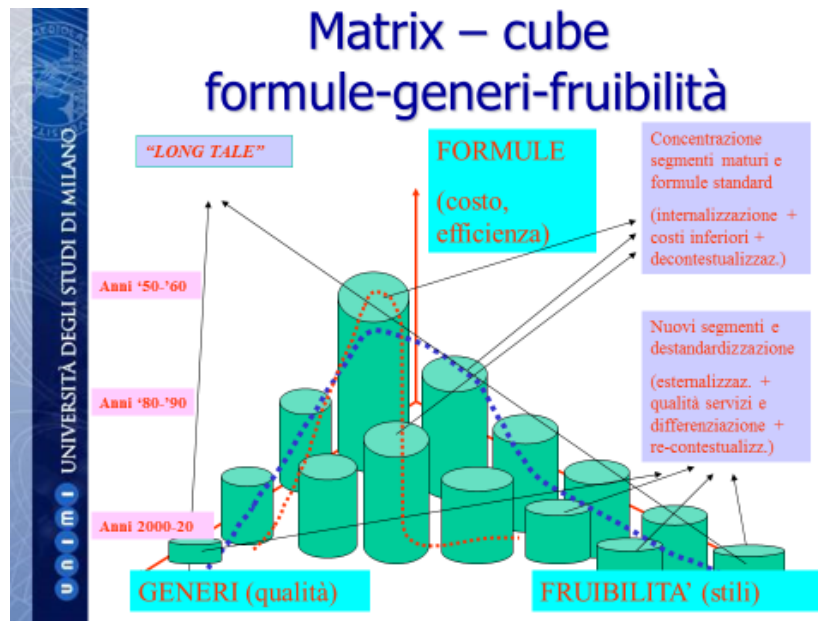 Matrix – cube
formule-generi-fruibilità
UNIVERSITÀ DEGLI STUDI DI MILANO
unimi
"LONG TALE"
FORMULE
(costo,
efficienza)
Concentrazione
segmenti maturi e
formule standard
(internalizzazione +
costi inferiori +
decontestualizzaz.)
Anni '50-'60
Nuovi segmenti e
destandardizzazione
(esternalizzaz. +
qualità servizi e
differenziazione +
re-contestualizz.)
Anni '80-'90
Anni 2000-20
GENERI (qualità)
FRUIBILITA' (stili)